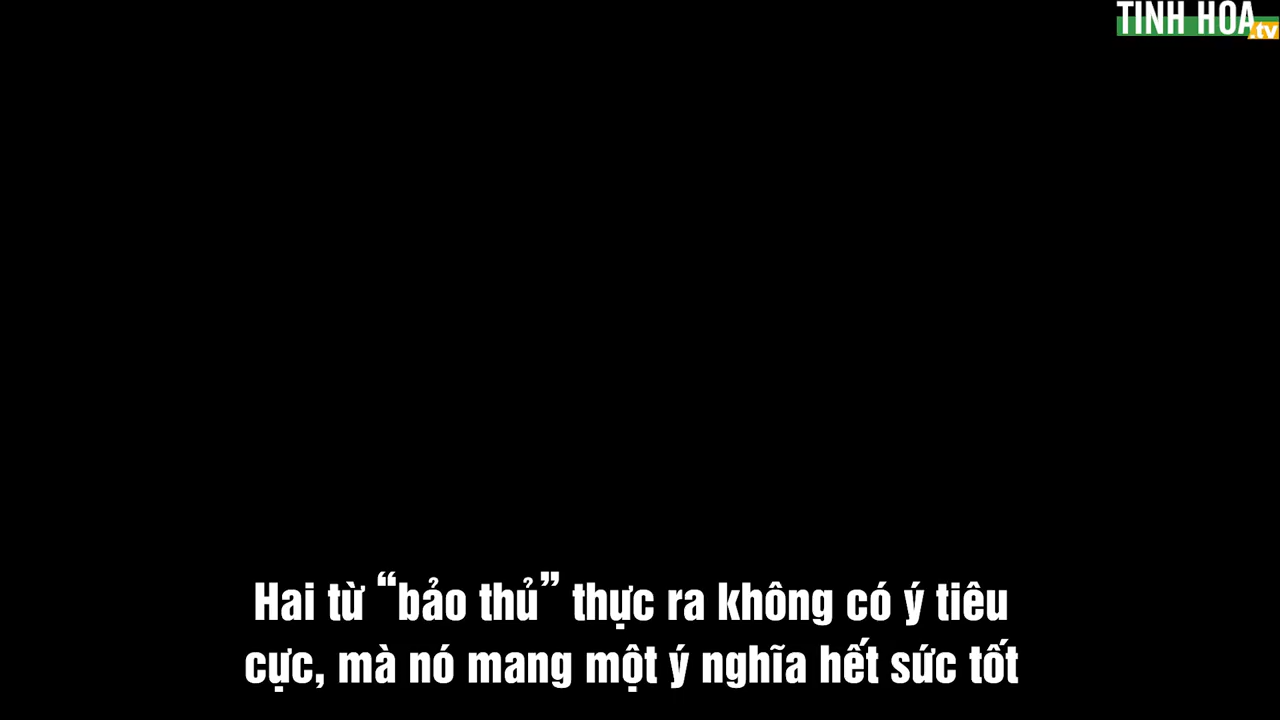 TINH HOA
.tv
Hai từ “bảo thủ” thực ra không có ý tiêu
cực, mà nó mang một ý nghĩa hết sức tốt